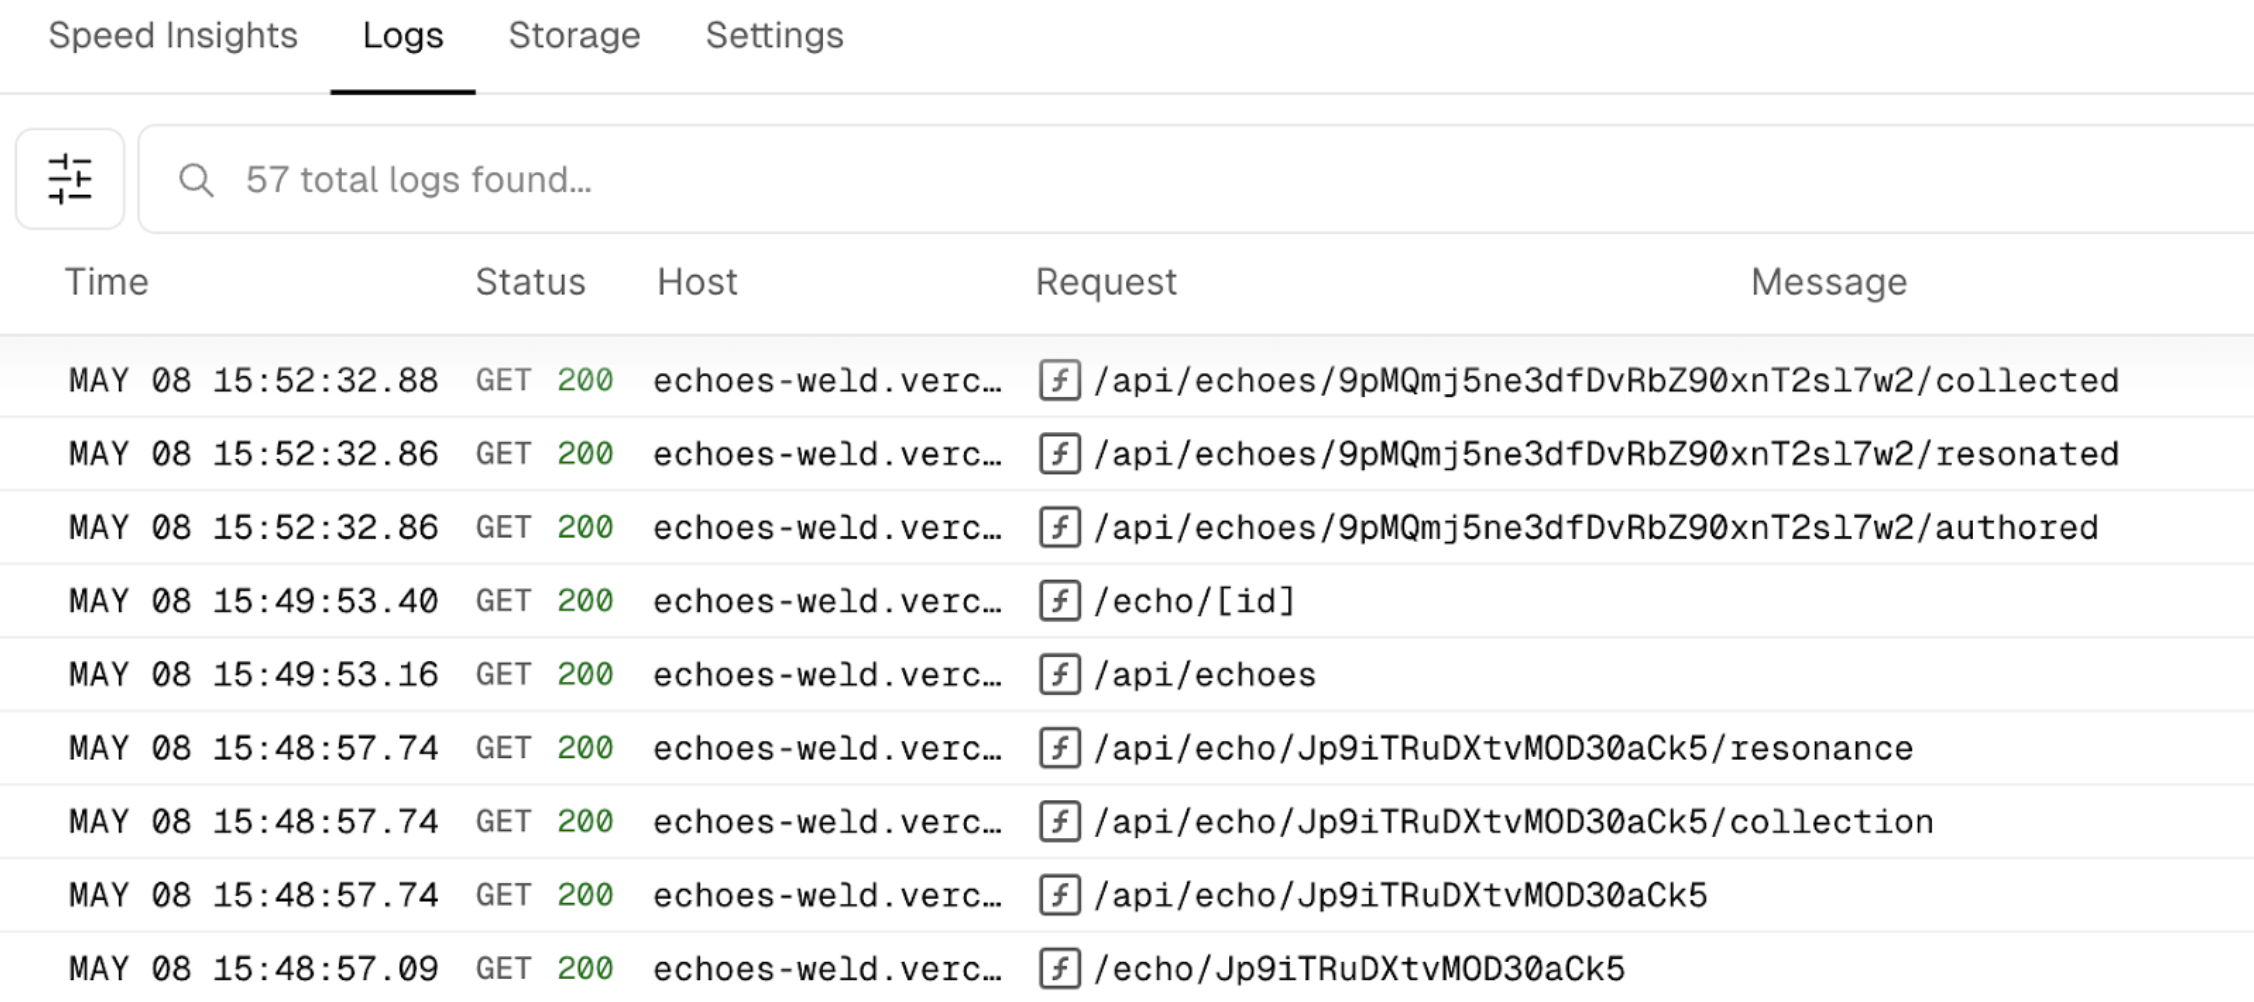 Speed Insights Logs Storage Settings
57 total logs found...
Time Status Host Request Message
MAY 08 15:52:32.88 GET 200 echoes-weld.verc… /api/echoes/9pMQmj5ne3dfDvRbZ90xnT2sl7w2/collected
MAY 08 15:52:32.86 GET 200 echoes-weld.verc… /api/echoes/9pMQmj5ne3dfDvRbZ90xnT2sl7w2/resonated
MAY 08 15:52:32.86 GET 200 echoes-weld.verc… /api/echoes/9pMQmj5ne3dfDvRbZ90xnT2sl7w2/authored
MAY 08 15:49:53.40 GET 200 echoes-weld.verc… /echo/[id]
MAY 08 15:49:53.16 GET 200 echoes-weld.verc… /api/echoes
MAY 08 15:48:57.74 GET 200 echoes-weld.verc… /api/echo/Jp9iTRuDXtvMOD30aCk5/resonance
MAY 08 15:48:57.74 GET 200 echoes-weld.verc… /api/echo/Jp9iTRuDXtvMOD30aCk5/collection
MAY 08 15:48:57.74 GET 200 echoes-weld.verc… /api/echo/Jp9iTRuDXtvMOD30aCk5
MAY 08 15:48:57.09 GET 200 echoes-weld.verc… /echo/Jp9iTRuDXtvMOD30aCk5